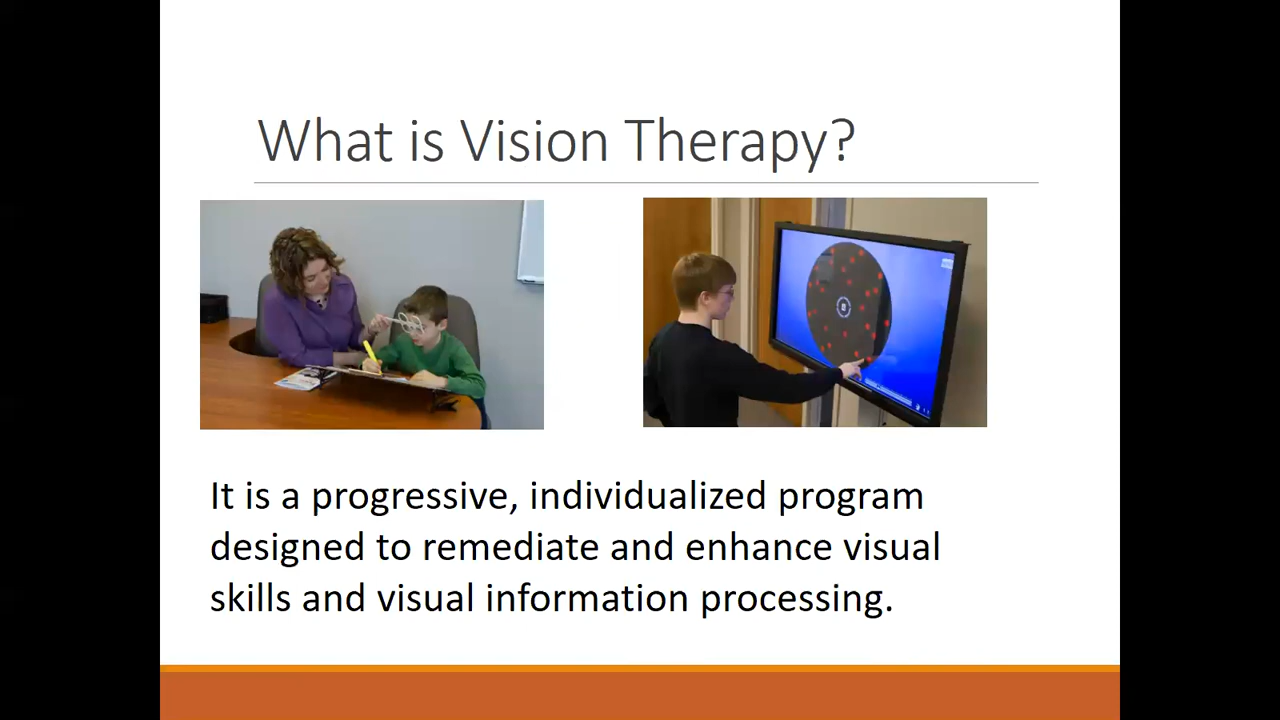 What is Vision Therapy?
It is a progressive, individualized program
designed to remediate and enhance visual
skills and visual information processing.